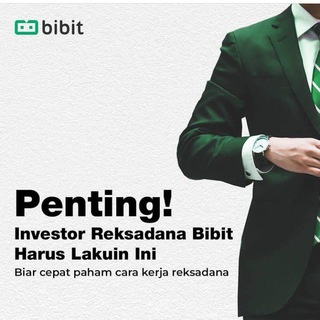 bibit
Penting!
Investor Reksadana Bibit
Harus Lakuin Ini
Biar cepat paham cara kerja reksadana